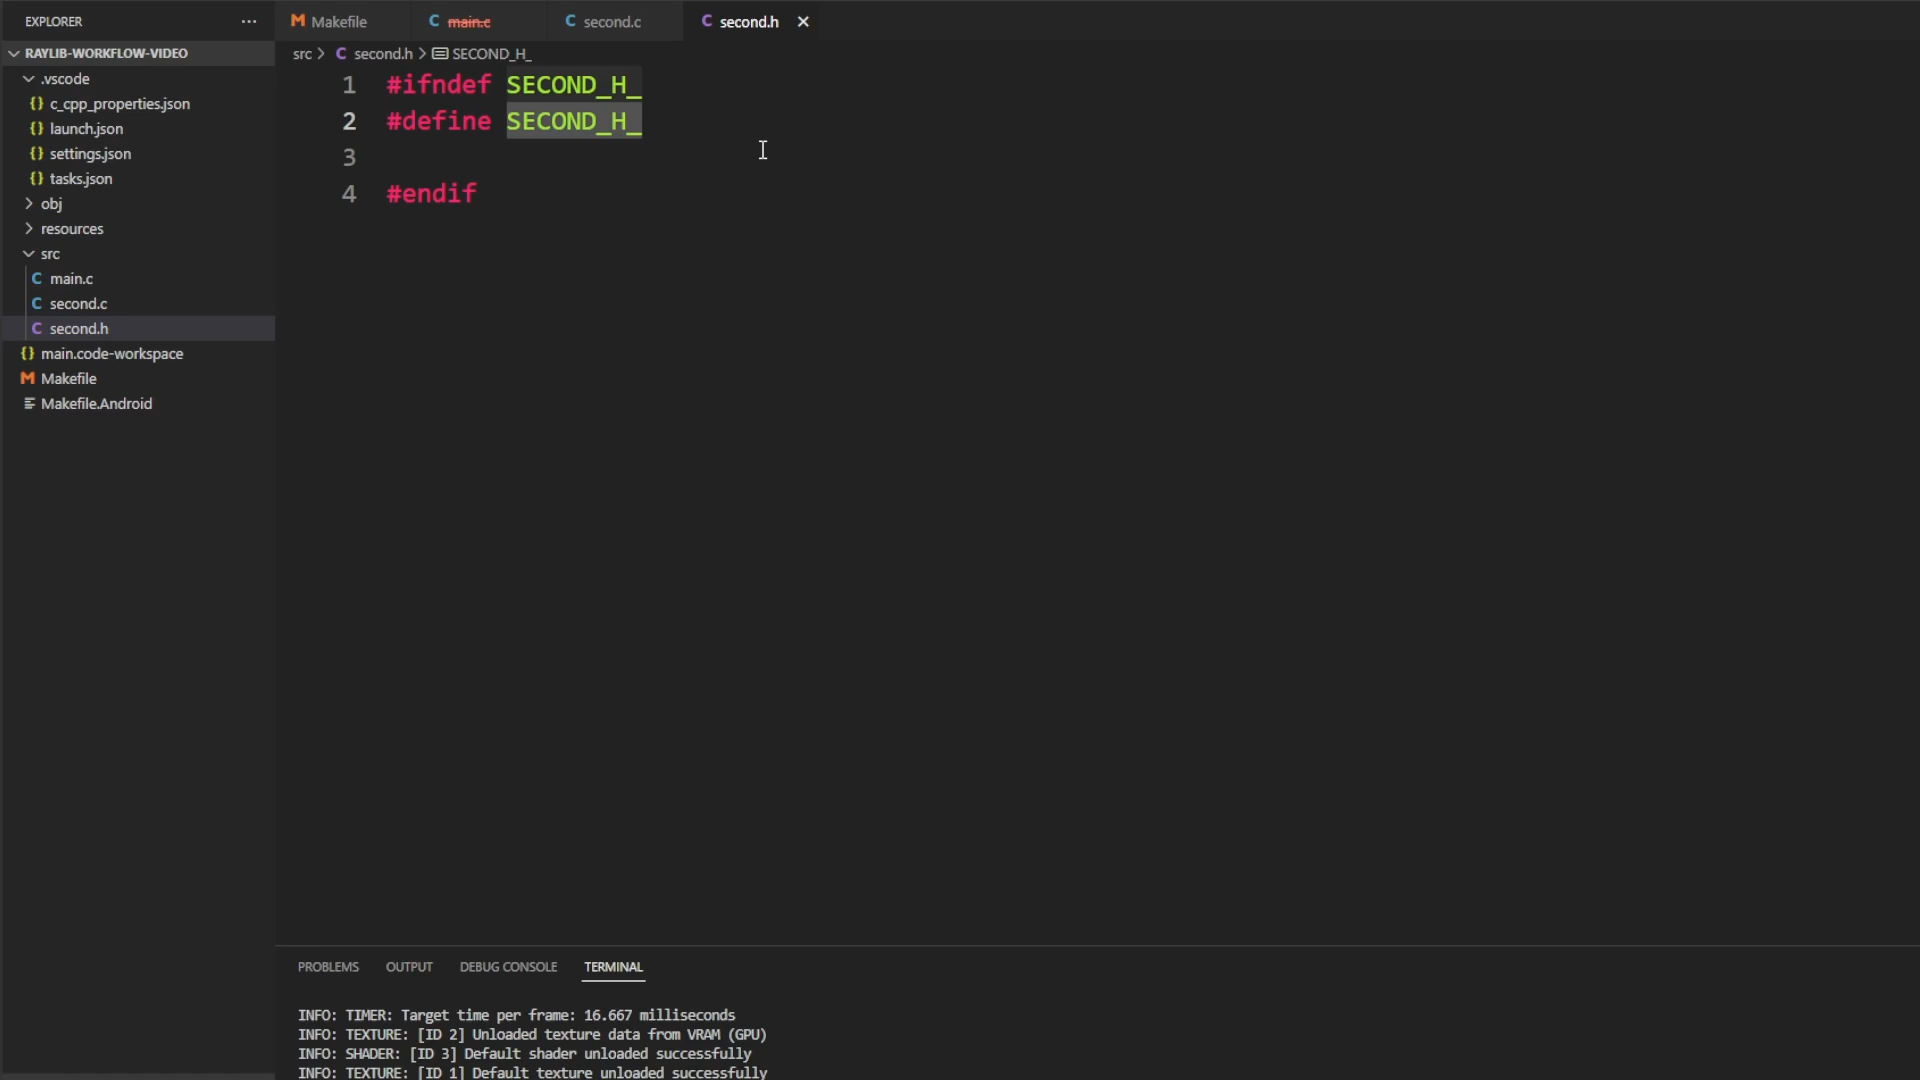 EXPLORER
Makefile
main.c
second.c
second.h
RAYLIB-WORKFLOW-VIDEO
src > second.h > SECOND_H_
.vscode
c_cpp_properties.json
launch.json
settings.json
tasks.json
obj
resources
src
main.c
second.c
second.h
main.code-workspace
Makefile
Makefile.Android
1 #ifndef SECOND_H_
2 #define SECOND_H_
3
4 #endif
PROBLEMS OUTPUT DEBUG CONSOLE TERMINAL
INFO: TIMER: Target time per frame: 16.667 milliseconds
INFO: TEXTURE: [ID 2] Unloaded texture data from VRAM (GPU)
INFO: SHADER: [ID 3] Default shader unloaded successfully
INFO: TEXTURE: [ID 1] Default texture unloaded successfully